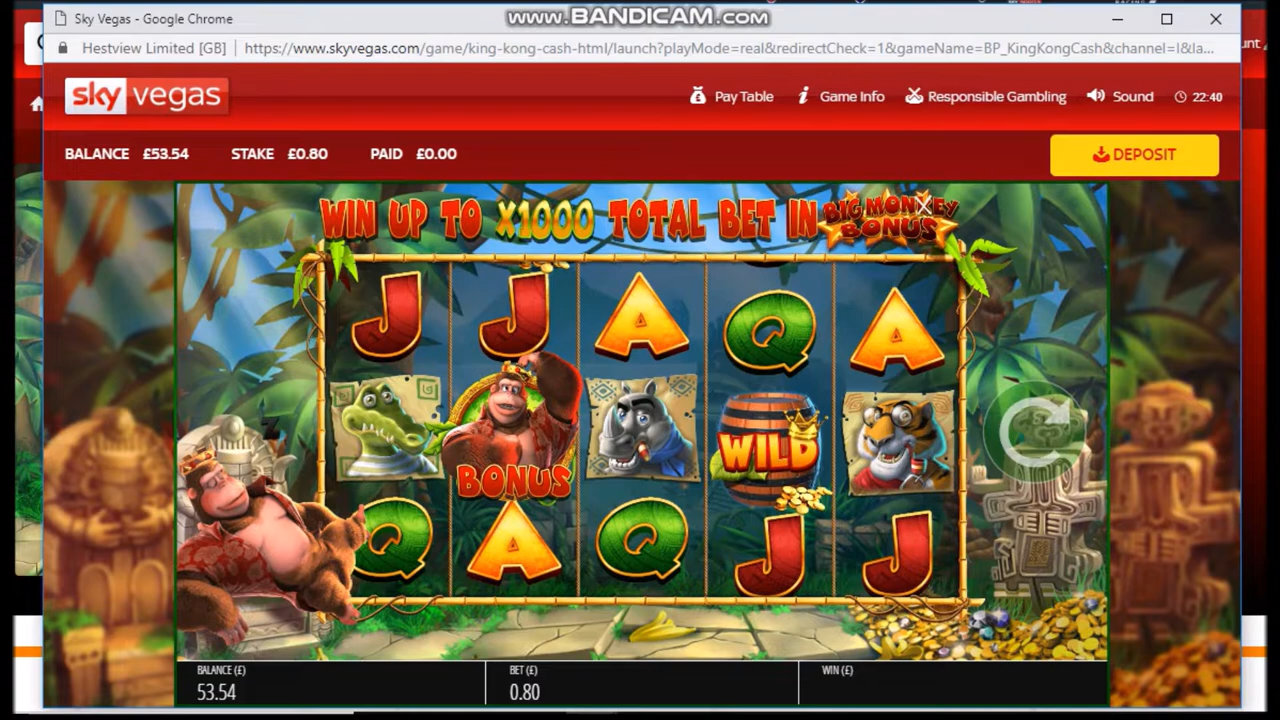 www.BANDICAM.com
Sky Vegas - Google Chrome
Hestview Limited [GB] | https://www.skyvegas.com/game/king-kong-cash-html/launch?playMode=real&redirectCheck=1&gameName=BP_KingKongCash&channel=I&la...
sky vegas
Pay Table
Game Info
Responsible Gambling
Sound
22:40
BALANCE £53.54 STAKE £0.80 PAID £0.00
DEPOSIT
WIN UP TO X1000 TOTAL BET IN BIG MONKEY BONUS
J J A Q A
BONUS WILD
Q A Q J J
BALANCE (£) BET (£) WIN (£)
53.54 0.80